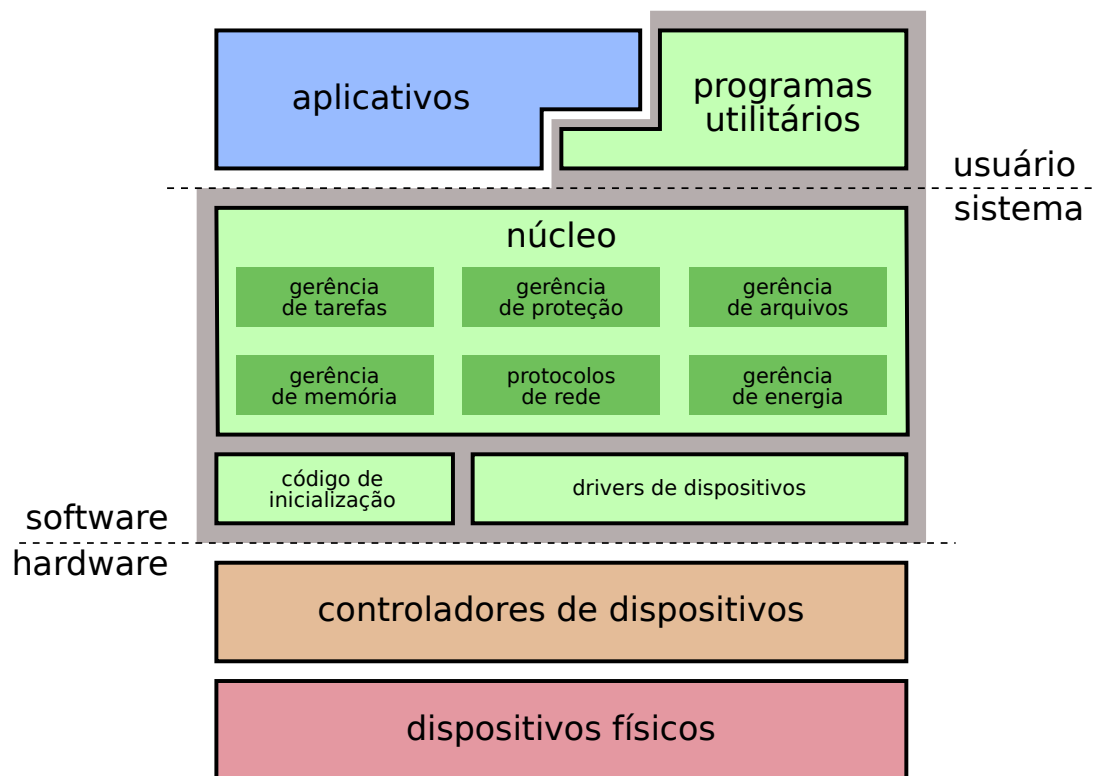 aplicativos
programas
utilitários
usuário
sistema
núcleo
gerência
de tarefas
gerência
de proteção
gerência
de arquivos
gerência
de memória
protocolos
de rede
gerência
de energia
código de
inicialização
drivers de dispositivos
software
hardware
controladores de dispositivos
dispositivos físicos